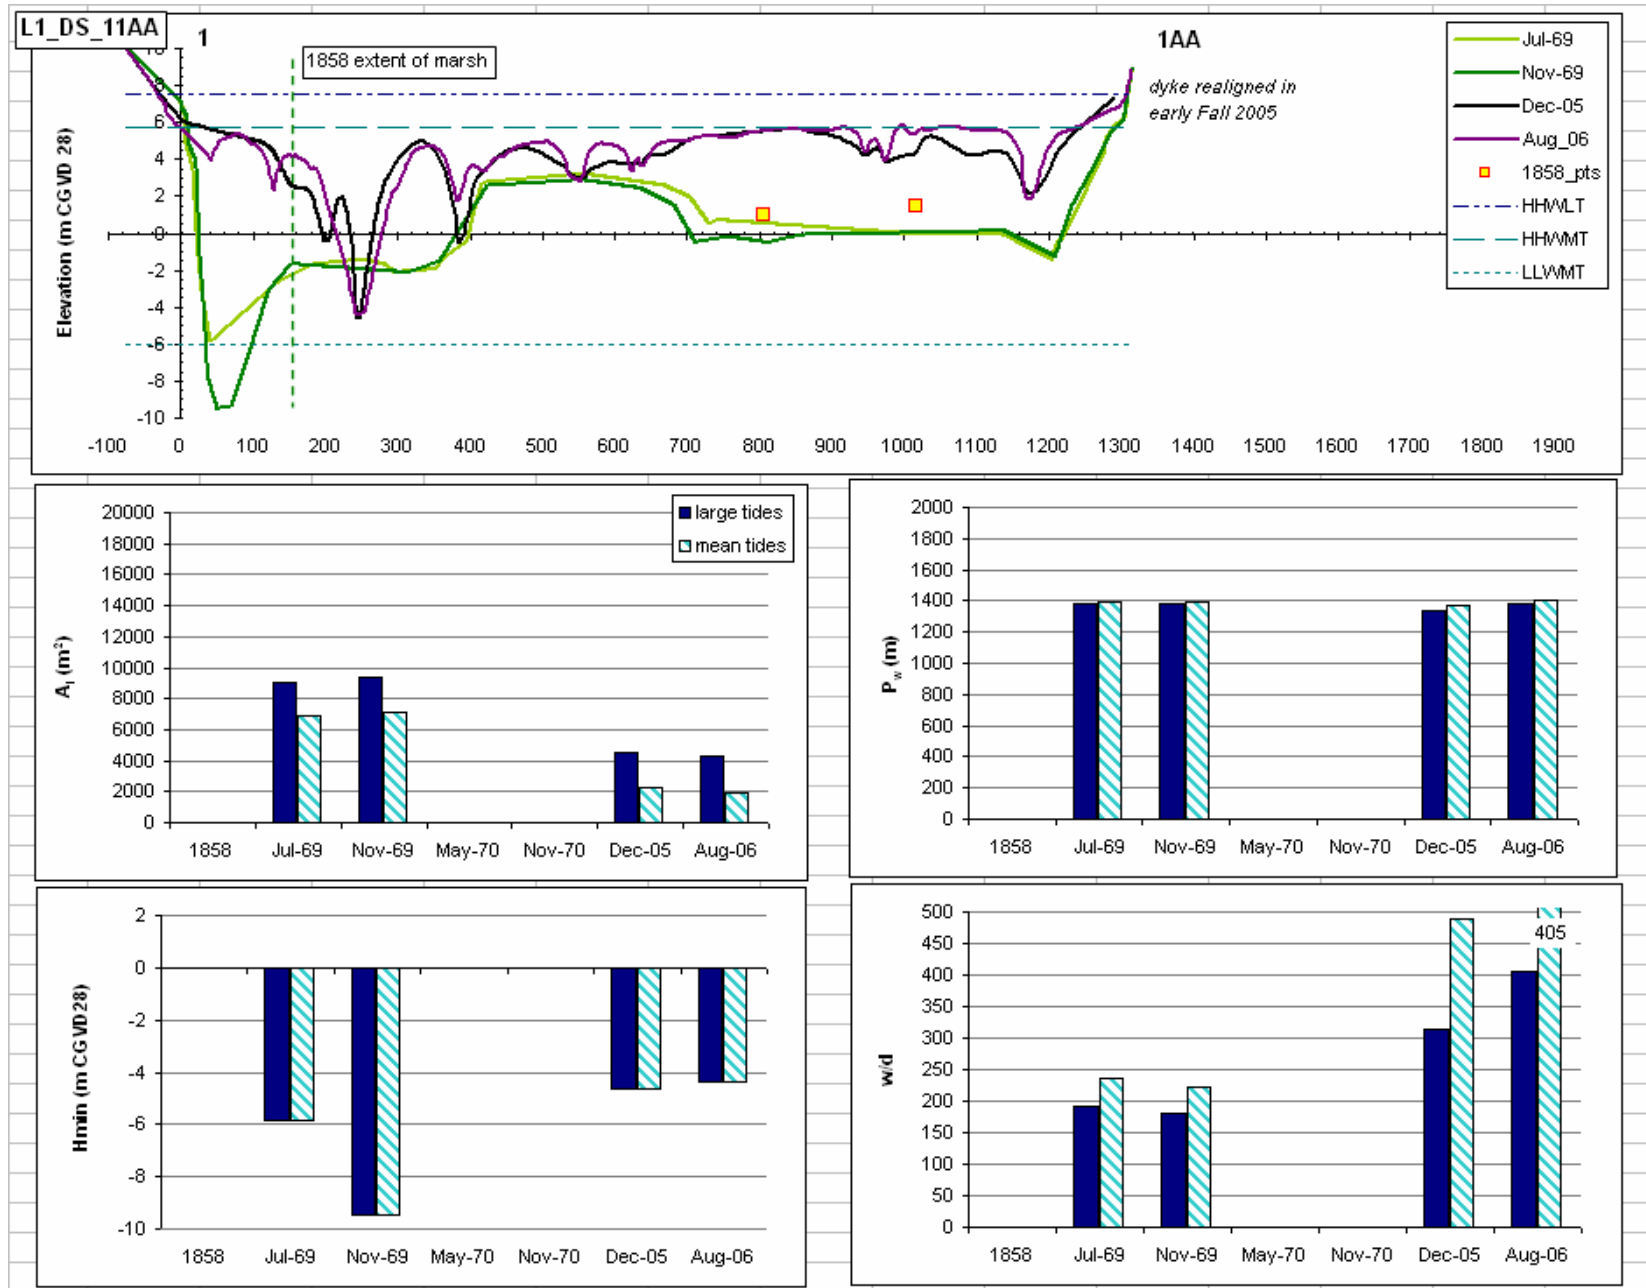 L1_DS_11AA
1
1AA
1858 extent of marsh
dyke realigned in
early Fall 2005
Jul-69
Nov-69
Dec-05
Aug_06
1858_pts
HHWLT
HHWMT
LLWMT
Elevation (m CGVD 28)
8
6
4
2
0
-2
-4
-6
-8
-10
-100 0 100 200 300 400 500 600 700 800 900 1000 1100 1200 1300 1400 1500 1600 1700 1800 1900
large tides
mean tides
A_l (m²)
20000
18000
16000
14000
12000
10000
8000
6000
4000
2000
0
1858 Jul-69 Nov-69 May-70 Nov-70 Dec-05 Aug-06
P_w (m)
2000
1800
1600
1400
1200
1000
800
600
400
200
0
1858 Jul-69 Nov-69 May-70 Nov-70 Dec-05 Aug-06
Hmin (m CGVD28)
2
0
-2
-4
-6
-8
-10
1858 Jul-69 Nov-69 May-70 Nov-70 Dec-05 Aug-06
w/d
500
450
400
350
300
250
200
150
100
50
0
405
1858 Jul-69 Nov-69 May-70 Nov-70 Dec-05 Aug-06